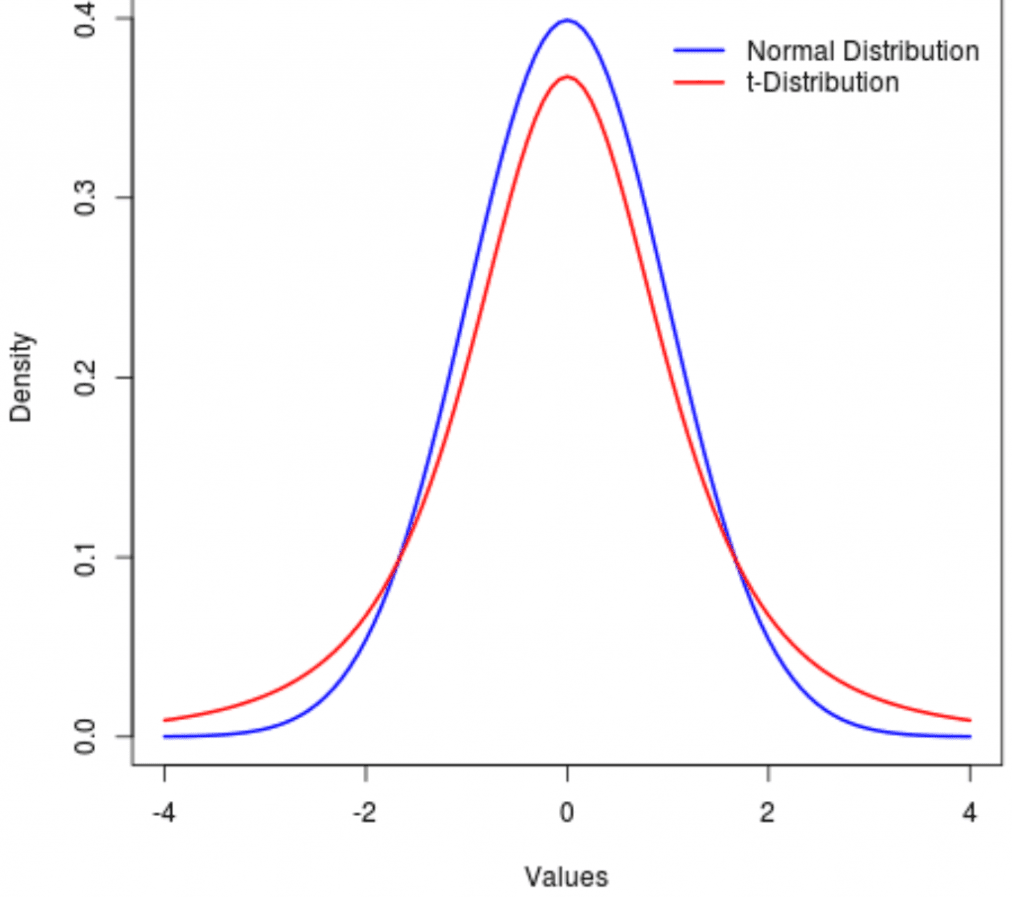 0.4
Normal Distribution
t-Distribution
0.3
0.2
0.1
0.0
Density
-4 -2 0 2 4
Values